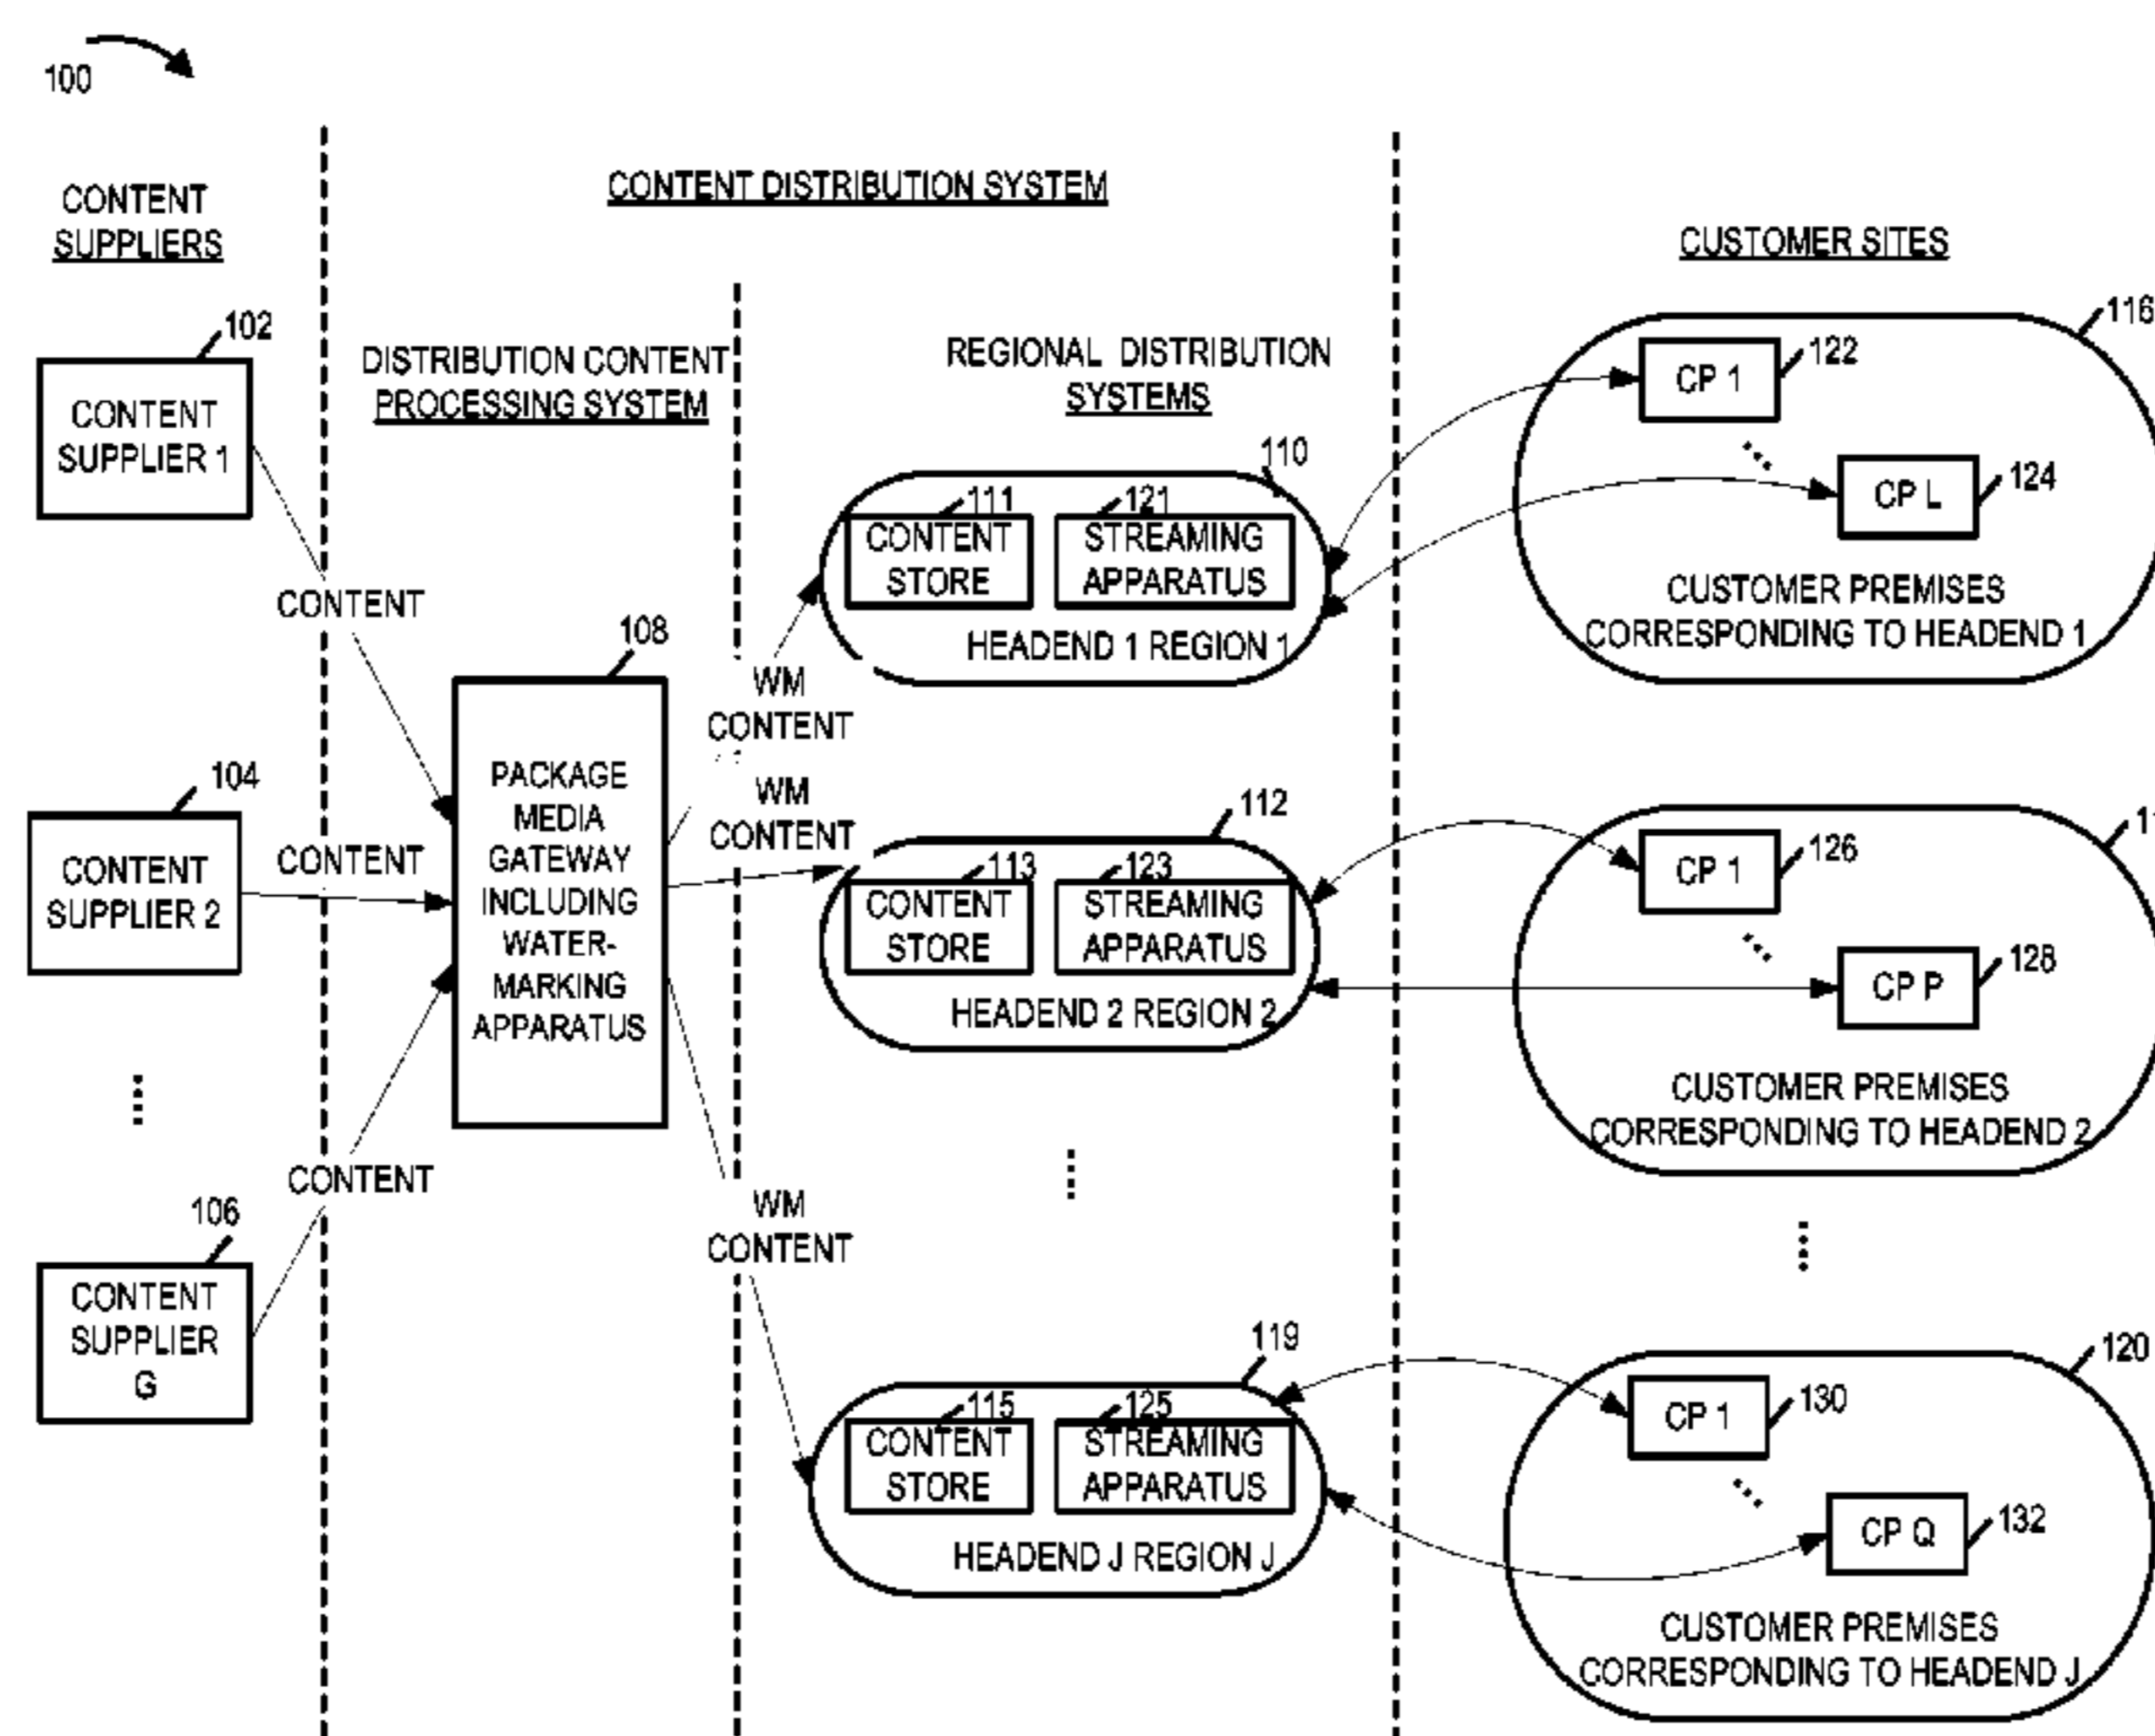 100
CONTENT
SUPPLIERS
CONTENT DISTRIBUTION SYSTEM
CUSTOMER SITES
DISTRIBUTION CONTENT
PROCESSING SYSTEM
REGIONAL DISTRIBUTION
SYSTEMS
102
CONTENT
SUPPLIER 1
CONTENT
104
CONTENT
SUPPLIER 2
CONTENT
106
CONTENT
SUPPLIER
G
CONTENT
108
PACKAGE
MEDIA
GATEWAY
INCLUDING
WATER-
MARKING
APPARATUS
WM
CONTENT
WM
CONTENT
WM
CONTENT
110
111
CONTENT
STORE
121
STREAMING
APPARATUS
HEADEND 1 REGION 1
112
113
CONTENT
STORE
123
STREAMING
APPARATUS
HEADEND 2 REGION 2
119
115
CONTENT
STORE
125
STREAMING
APPARATUS
HEADEND J REGION J
116
CP 1
122
CP L
124
CUSTOMER PREMISES
CORRESPONDING TO HEADEND 1
CP 1
126
CP P
128
CUSTOMER PREMISES
CORRESPONDING TO HEADEND 2
120
CP 1
130
CP Q
132
CUSTOMER PREMISES
CORRESPONDING TO HEADEND J